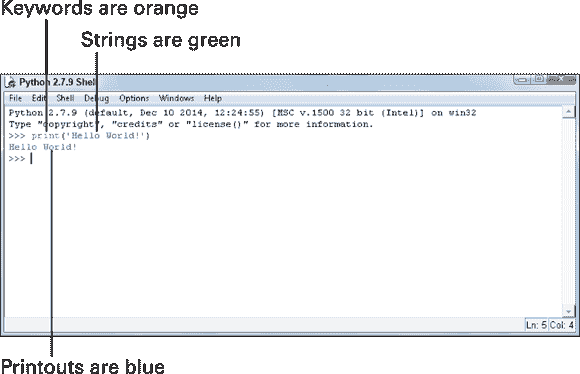 Keywords are orange
Strings are green
Python 2.7.9 Shell
File Edit Shell Debug Options Windows Help
Python 2.7.9 (default, Dec 10 2014, 12:24:55) [MSC v.1500 32 bit (Intel)] on win32
Type "copyright", "credits" or "license()" for more information.
>>> print('Hello World!')
Hello World!
>>>
Ln: 5 Col: 4
Printouts are blue